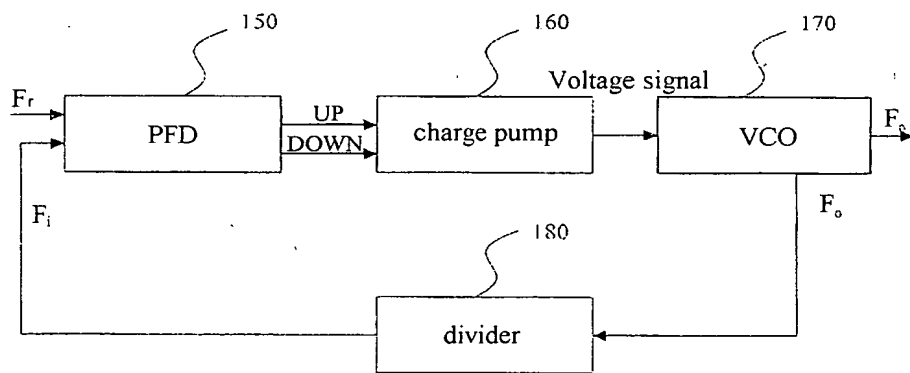 150
160
170
Voltage signal
Fr
PFD
UP
DOWN
charge pump
VCO
Fo
Fi
Fo
180
divider